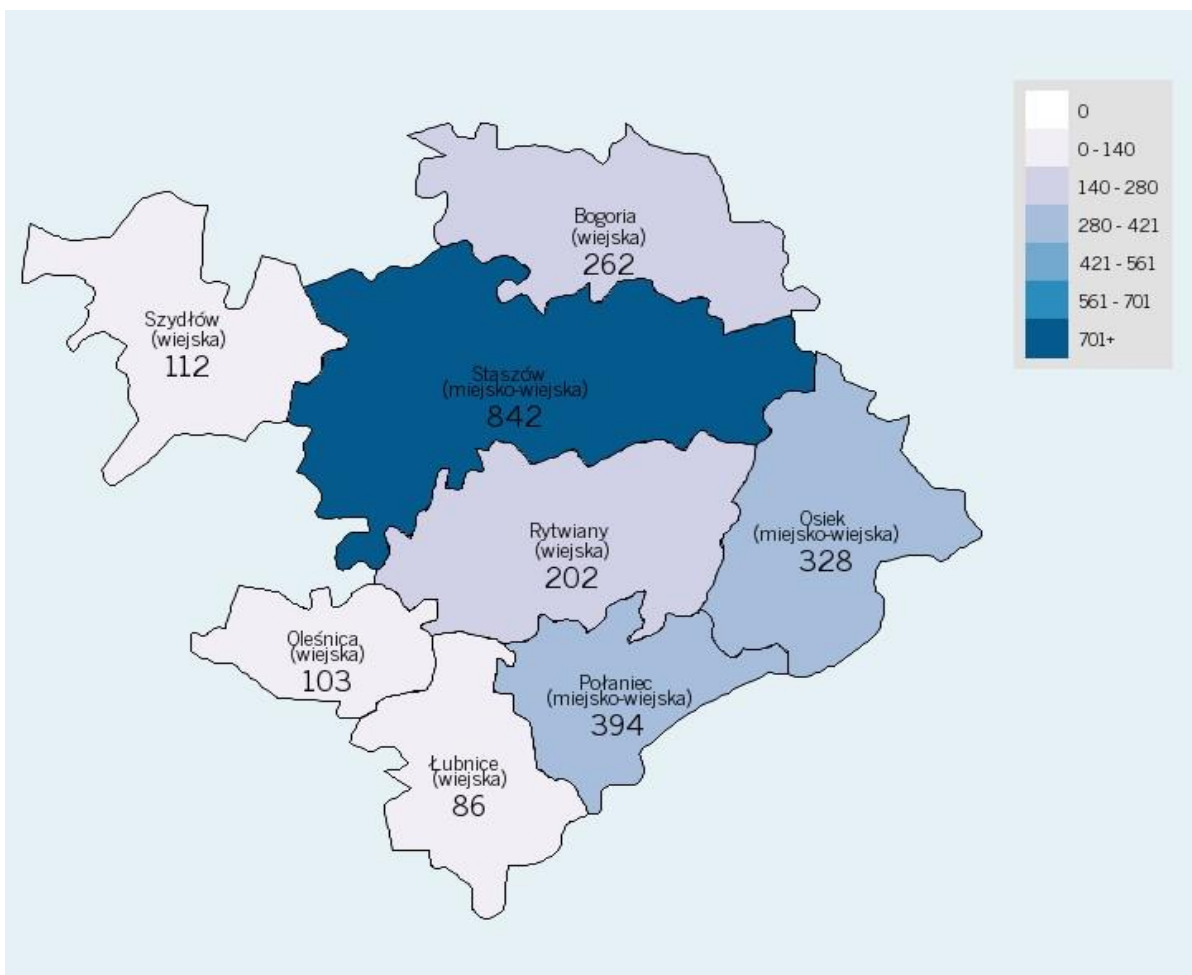 0
0 - 140
140 - 280
280 - 421
421 - 561
561 - 701
701+
Bogoria
(wiejska)
262
Szydłów
(wiejska)
112
Staszów
(miejsko-wiejska)
842
Osiek
(miejsko-wiejska)
328
Rytwiany
(wiejska)
202
Oleśnica
(wiejska)
103
Połaniec
(miejsko-wiejska)
394
Łubnice
(wiejska)
86